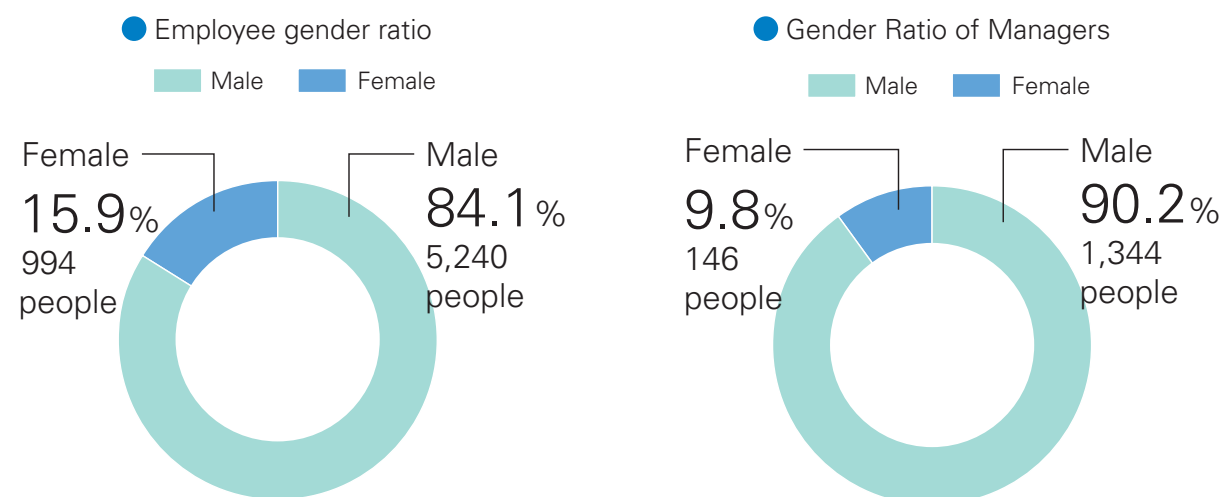 Employee gender ratio
Male
Female
Female
15.9%
994
people
Male
84.1%
5,240
people
Gender Ratio of Managers
Male
Female
Female
9.8%
146
people
Male
90.2%
1,344
people